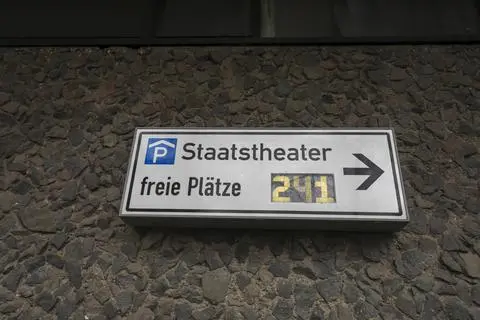 P Staatstheater
freie Plätze 241